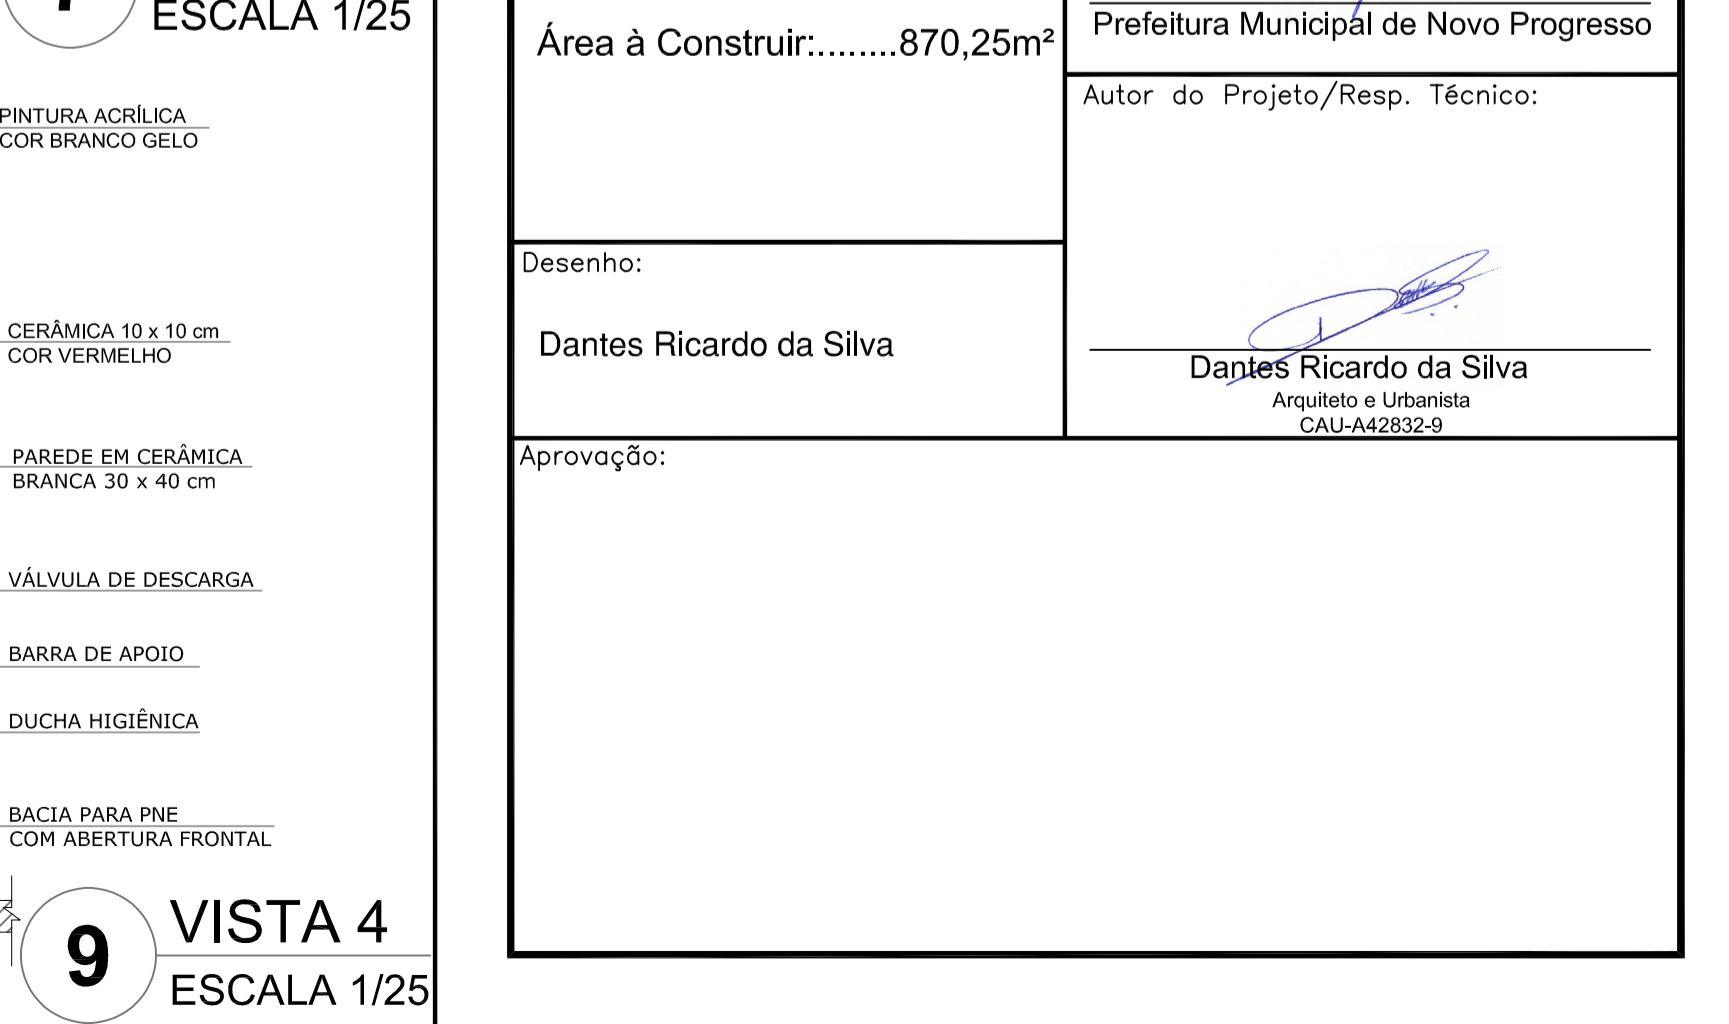 ESCALA 1/25
PINTURA ACRÍLICA
COR BRANCO GELO
CERÂMICA 10 x 10 cm
COR VERMELHO
PAREDE EM CERÂMICA
BRANCA 30 x 40 cm
VÁLVULA DE DESCARGA
BARRA DE APOIO
DUCHA HIGIÊNICA
BACIA PARA PNE
COM ABERTURA FRONTAL
9
VISTA 4
ESCALA 1/25
Área à Construir:........870,25m²
Prefeitura Municipal de Novo Progresso
Autor do Projeto/Resp. Técnico:
Desenho:
Dantes Ricardo da Silva
Dantes Ricardo da Silva
Arquiteto e Urbanista
CAU-A42832-9
Aprovação: